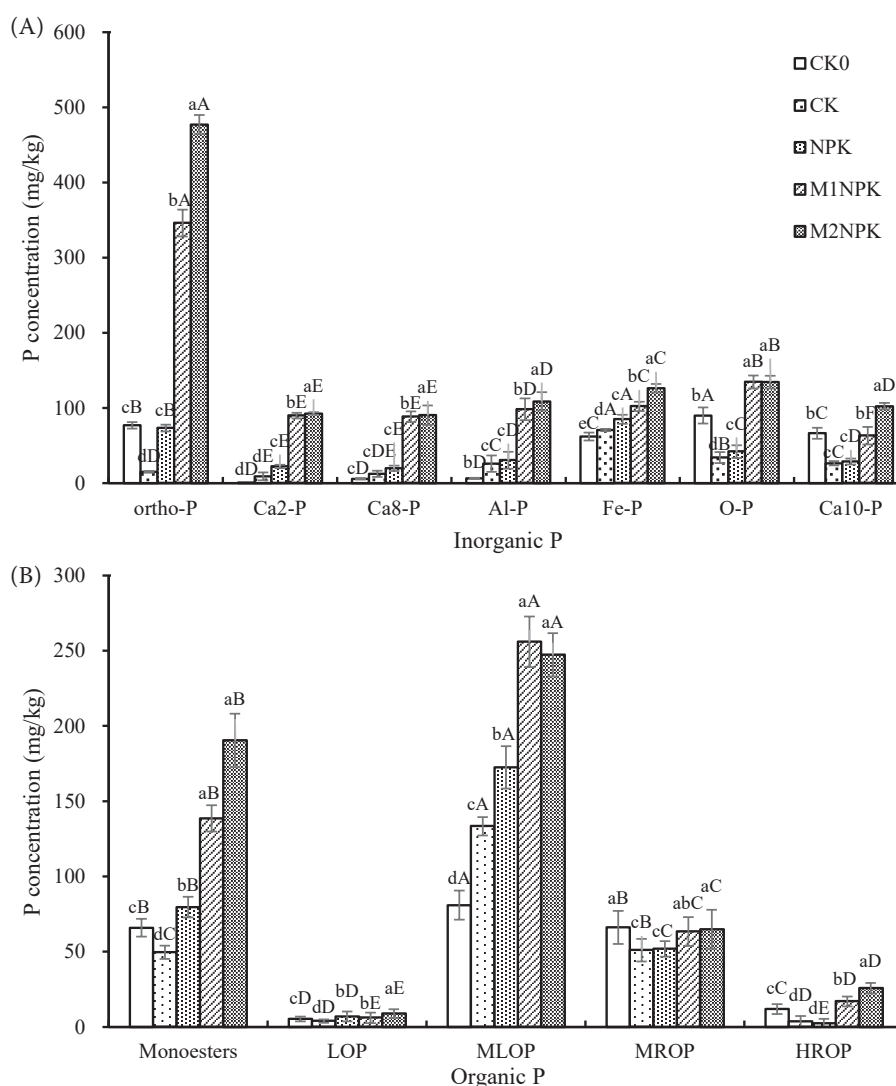 (A)
600
500
400
300
200
100
0
P concentration (mg/kg)
CK0
CK
NPK
M1NPK
M2NPK
cB dD cB bA aA
dD dE cE bE aE
cD cDE cE bE aE
bD cC cD bD aD
eC dA cA bC aC
bA dB cC aB aB
bC cC cD bF aD
ortho-P Ca2-P Ca8-P Al-P Fe-P O-P Ca10-P
Inorganic P
(B)
300
250
200
150
100
50
0
P concentration (mg/kg)
cB dC bB aB aB
cD dD bD bE aE
dA cA bA aA aA
aB cB cC abC aC
cC dD dE bD aD
Monoesters LOP MLOP MROP HROP
Organic P